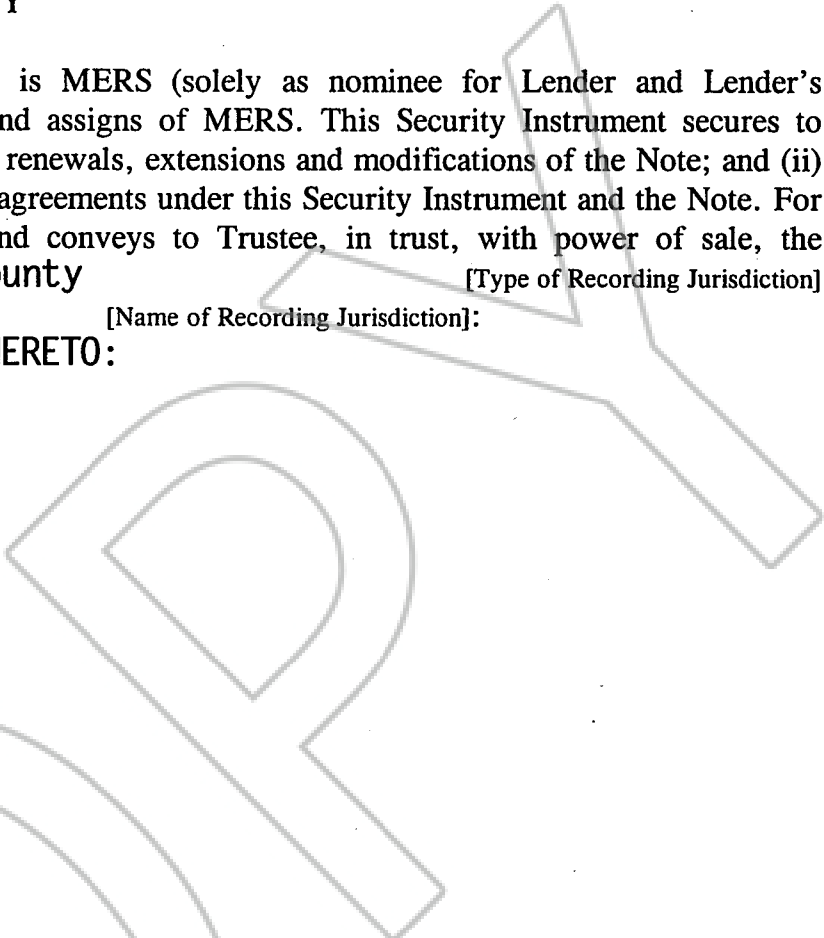 is MERS (solely as nominee for Lender and Lender's
nd assigns of MERS. This Security Instrument secures to
renewals, extensions and modifications of the Note; and (ii)
agreements under this Security Instrument and the Note. For
nd conveys to Trustee, in trust, with power of sale, the
unty [Type of Recording Jurisdiction]
[Name of Recording Jurisdiction]:
ERETO:
PY